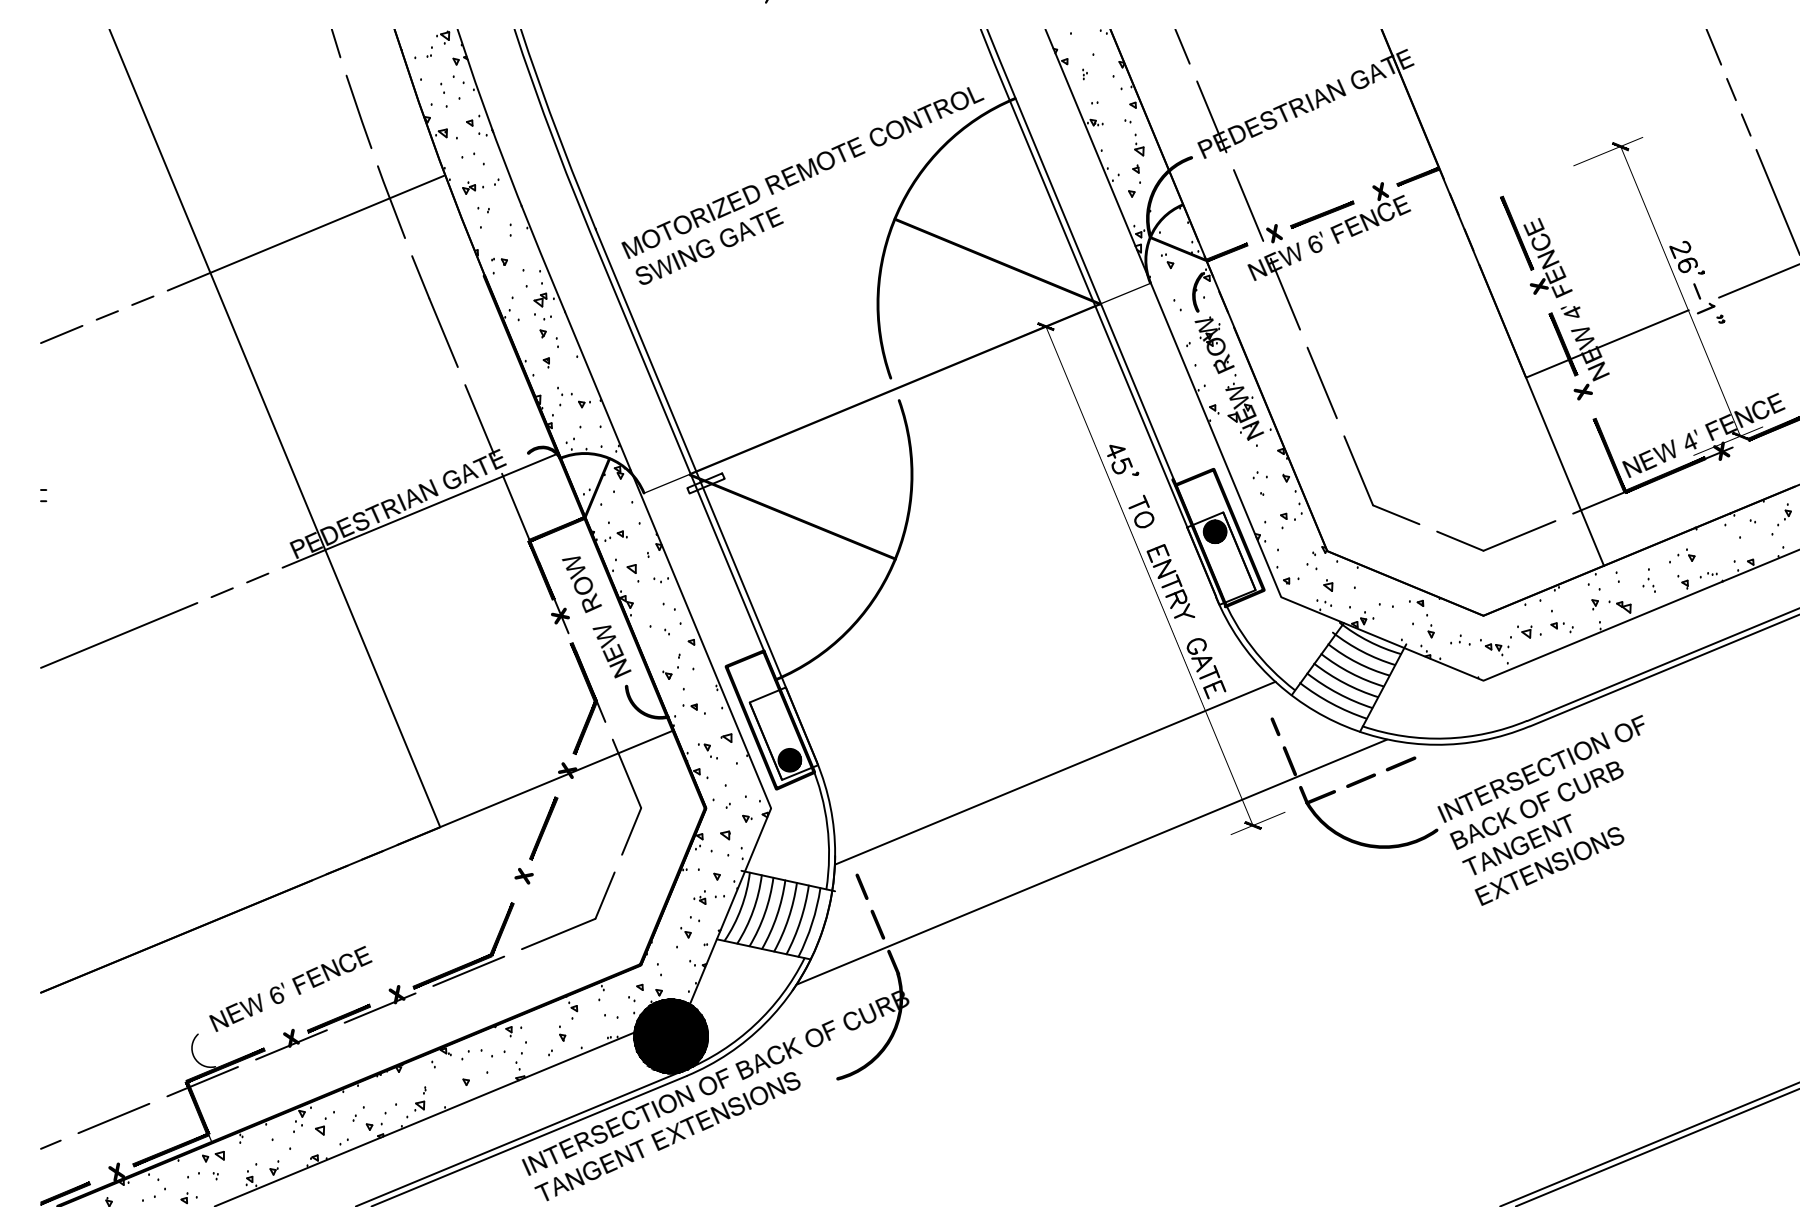 PEDESTRIAN GATE
MOTORIZED REMOTE CONTROL
SWING GATE
NEW 6' FENCE
NEW 4' FENCE
26'-1"
NEW ROW
NEW 4' FENCE
PEDESTRIAN GATE
45' TO ENTRY GATE
NEW ROW
INTERSECTION OF
BACK OF CURB
TANGENT
EXTENSIONS
NEW 6' FENCE
INTERSECTION OF BACK OF CURB
TANGENT EXTENSIONS